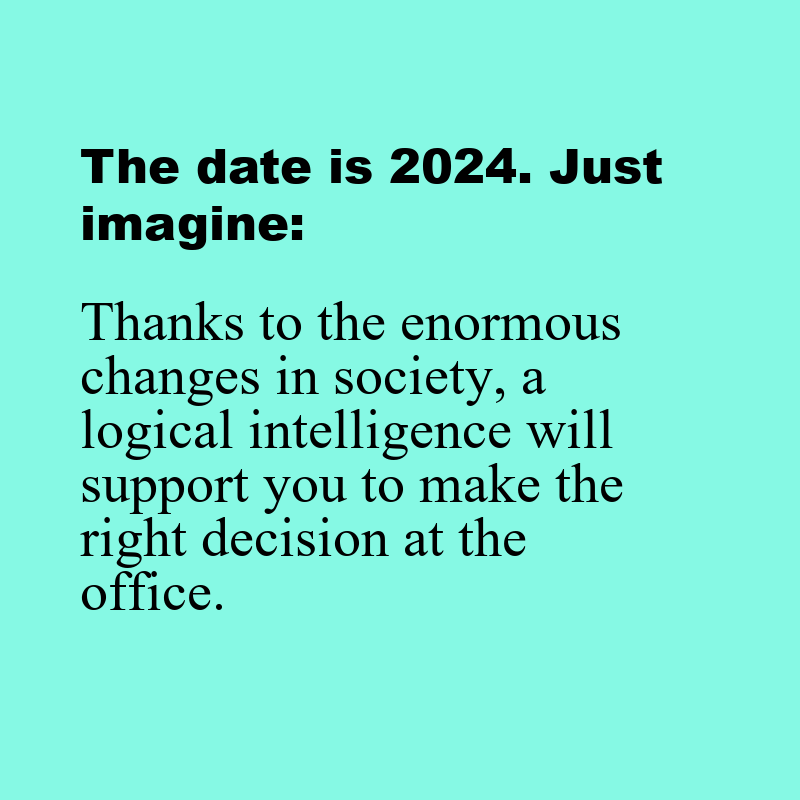 The date is 2024. Just
imagine:
Thanks to the enormous
changes in society, a
logical intelligence will
support you to make the
right decision at the
office.